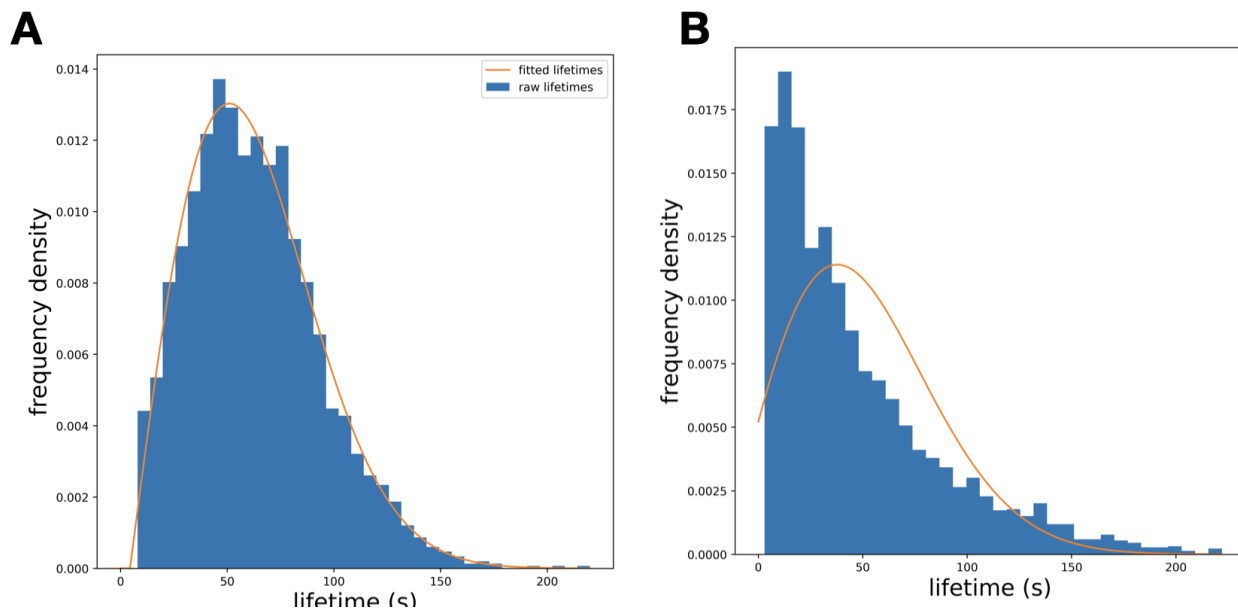 A
frequency density
0.014
0.012
0.010
0.008
0.006
0.004
0.002
0.000
fitted lifetimes
raw lifetimes
0 50 100 150 200
lifetime (s)
B
frequency density
0.0175
0.0150
0.0125
0.0100
0.0075
0.0050
0.0025
0.0000
0 50 100 150 200
lifetime (s)